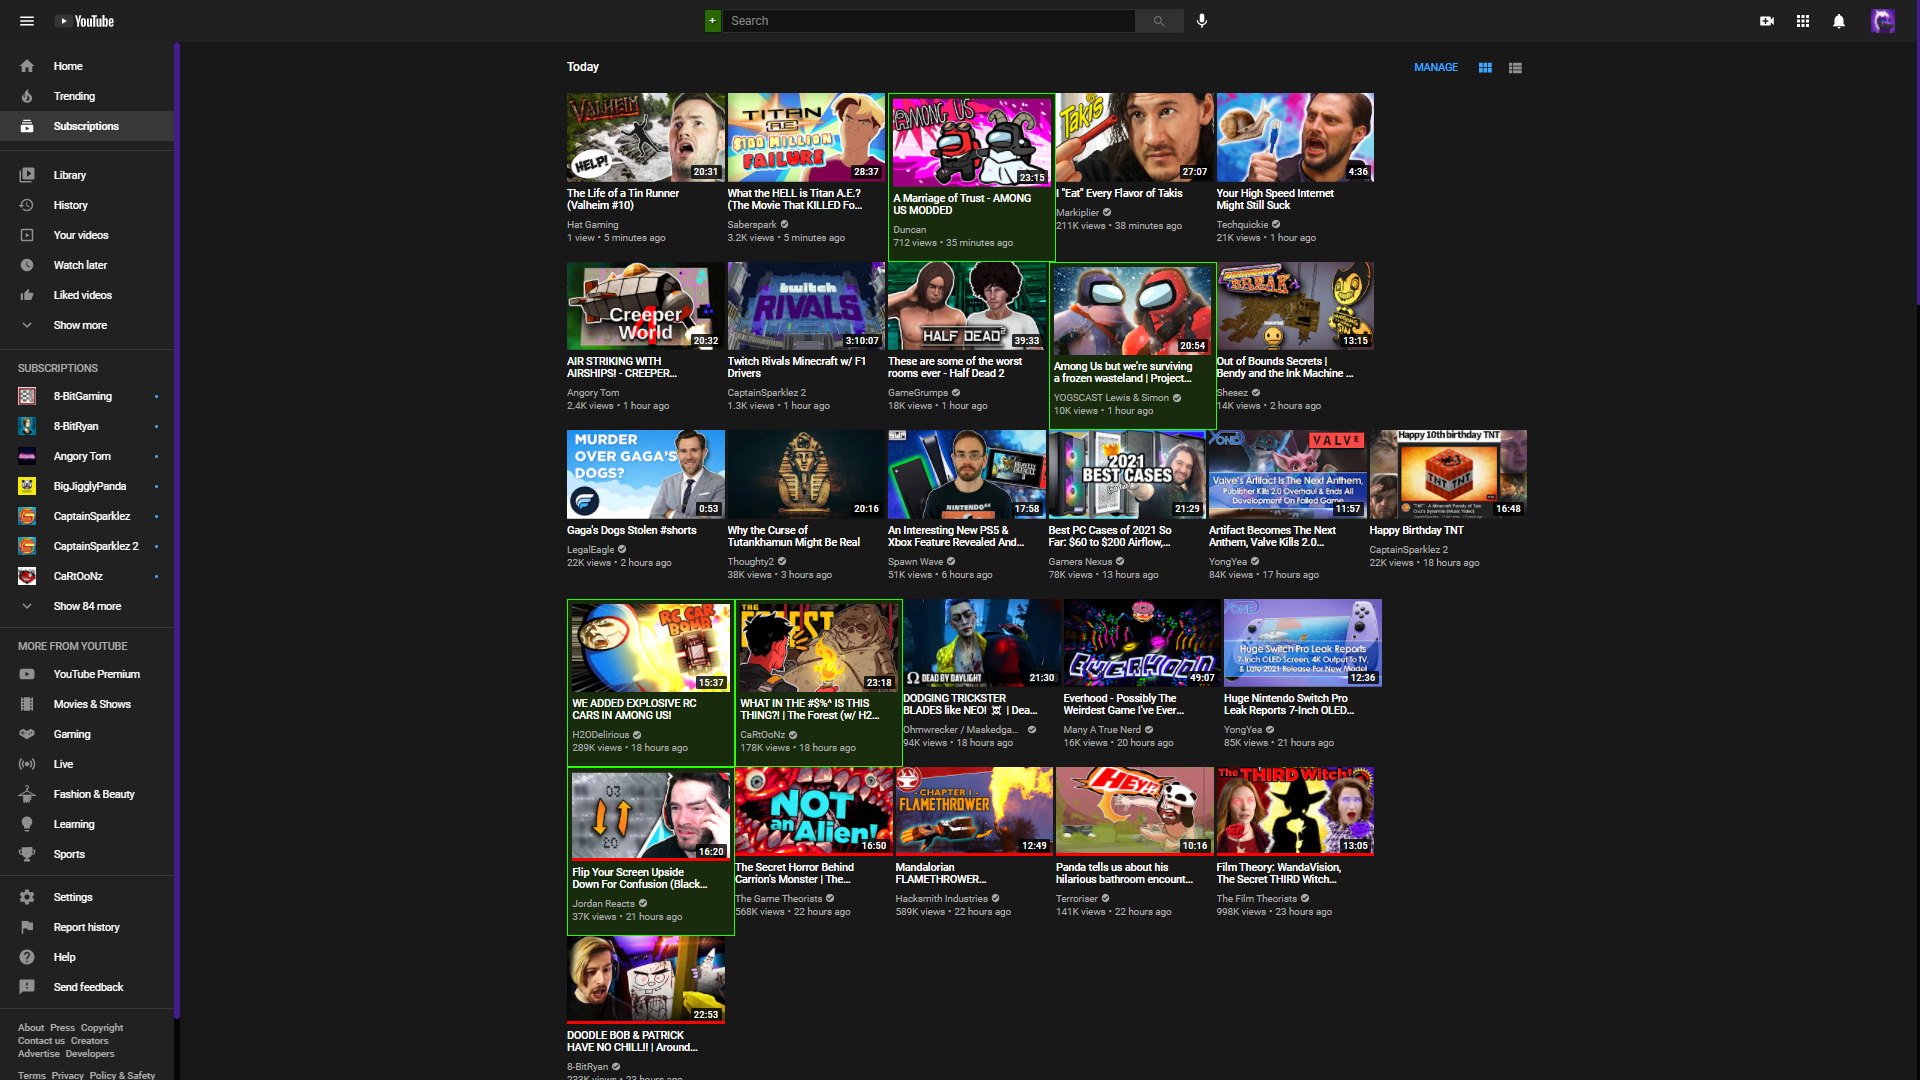 YouTube
+
Search
Home
Trending
Subscriptions
Library
History
Your videos
Watch later
Liked videos
Show more
SUBSCRIPTIONS
8-BitGaming
8-BitRyan
Angory Tom
BigJigglyPanda
CaptainSparklez
CaptainSparklez 2
CaRtOoNz
Show 84 more
MORE FROM YOUTUBE
YouTube Premium
Movies & Shows
Gaming
Live
Fashion & Beauty
Learning
Sports
Settings
Report history
Help
Send feedback
About Press Copyright
Contact us Creators
Advertise Developers
Terms Privacy Policy & Safety
Today
MANAGE
VALHEIM
HELP!
20:31
The Life of a Tin Runner
(Valheim #10)
Hat Gaming
1 view • 5 minutes ago
TITAN
A.E.
$100 MILLION
FAILURE
28:37
What the HELL is Titan A.E.?
(The Movie That KILLED Fo...
Saberspark
3.2K views • 5 minutes ago
AMONG US
23:15
A Marriage of Trust - AMONG
US MODDED
Duncan
712 views • 35 minutes ago
Takis
27:07
I "Eat" Every Flavor of Takis
Markiplier
211K views • 38 minutes ago
4:36
Your High Speed Internet
Might Still Suck
Techquickie
21K views • 1 hour ago
Creeper
World
4
20:32
AIR STRIKING WITH
AIRSHIPS! - CREEPER...
Angory Tom
2.4K views • 1 hour ago
twitch
RIVALS
3:10:07
Twitch Rivals Minecraft w/ F1
Drivers
CaptainSparklez 2
1.3K views • 1 hour ago
HALF DEAD 2
39:33
These are some of the worst
rooms ever - Half Dead 2
GameGrumps
18K views • 1 hour ago
20:54
Among Us but we're surviving
a frozen wasteland | Project...
YOGSCAST Lewis & Simon
10K views • 1 hour ago
BOUNDARY
BREAK
13:15
Out of Bounds Secrets |
Bendy and the Ink Machine ...
Shesez
14K views • 2 hours ago
MURDER
OVER GAGA'S
DOGS?
0:53
Gaga's Dogs Stolen #shorts
LegalEagle
22K views • 2 hours ago
20:16
Why the Curse of
Tutankhamun Might Be Real
Thoughty2
38K views • 3 hours ago
NINTENDO 64
17:58
An Interesting New PS5 &
Xbox Feature Revealed And...
Spawn Wave
51K views • 6 hours ago
2021
BEST CASES
(so far)
21:29
Best PC Cases of 2021 So
Far: $60 to $200 Airflow,...
Gamers Nexus
78K views • 13 hours ago
VALVE
Valve's Artifact Is The Next Anthem,
Publisher Kills 2.0 Overhaul & Ends All
Development On Failed Game
11:57
Artifact Becomes The Next
Anthem, Valve Kills 2.0...
YongYea
84K views • 17 hours ago
Happy 10th birthday TNT
TNT TNT
16:48
Happy Birthday TNT
CaptainSparklez 2
22K views • 18 hours ago
RC CAR
BOMB
15:37
WE ADDED EXPLOSIVE RC
CARS IN AMONG US!
H2ODelirious
289K views • 18 hours ago
THE
FOREST
23:18
WHAT IN THE #$%^ IS THIS
THING?! | The Forest (w/ H2...
CaRtOoNz
178K views • 18 hours ago
DEAD BY DAYLIGHT
21:30
DODGING TRICKSTER
BLADES like NEO! ☠ | Dea...
Ohmwrecker / Maskedga...
94K views • 18 hours ago
EVERHOOD
49:07
Everhood - Possibly The
Weirdest Game I've Ever...
Many A True Nerd
16K views • 20 hours ago
Huge Switch Pro Leak Reports
7-Inch OLED Screen, 4K Output To TV,
& Late 2021 Release For New Model
12:36
Huge Nintendo Switch Pro
Leak Reports 7-Inch OLED...
YongYea
85K views • 21 hours ago
03
20
16:20
Flip Your Screen Upside
Down For Confusion (Black...
Jordan Reacts
37K views • 21 hours ago
NOT
an Alien!
16:50
The Secret Horror Behind
Carrion's Monster | The...
The Game Theorists
568K views • 22 hours ago
- CHAPTER 1 -
FLAMETHROWER
12:49
Mandalorian
FLAMETHROWER...
Hacksmith Industries
589K views • 22 hours ago
HEYE
10:16
Panda tells us about his
hilarious bathroom encount...
Terroriser
141K views • 22 hours ago
The THIRD Witch!
13:05
Film Theory: WandaVision,
The Secret THIRD Witch...
The Film Theorists
998K views • 23 hours ago
22:53
DOODLE BOB & PATRICK
HAVE NO CHILL!! | Around...
8-BitRyan
233K views • 23 hours ago